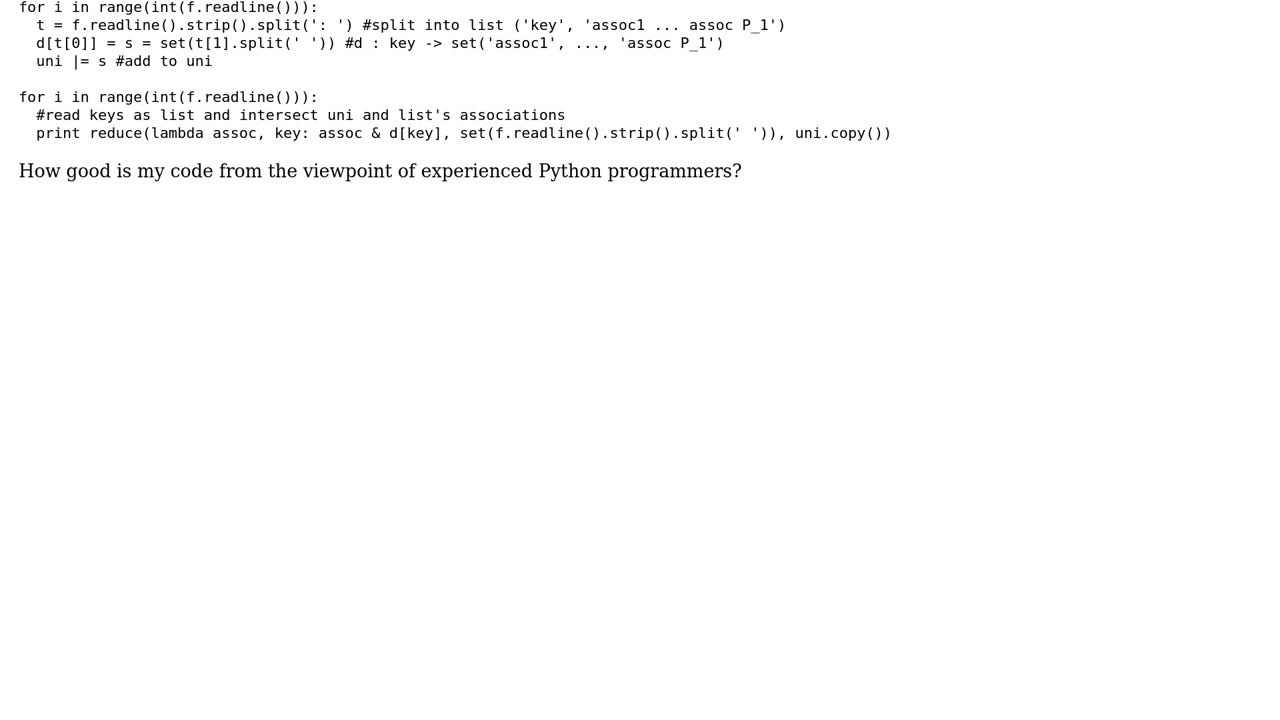 for i in range(int(f.readline())):
  t = f.readline().strip().split(': ') #split into list ('key', 'assoc1 ... assoc P_1')
  d[t[0]] = s = set(t[1].split(' ')) #d : key -> set('assoc1', ..., 'assoc P_1')
  uni |= s #add to uni

for i in range(int(f.readline())):
  #read keys as list and intersect uni and list's associations
  print reduce(lambda assoc, key: assoc & d[key], set(f.readline().strip().split(' ')), uni.copy())

How good is my code from the viewpoint of experienced Python programmers?